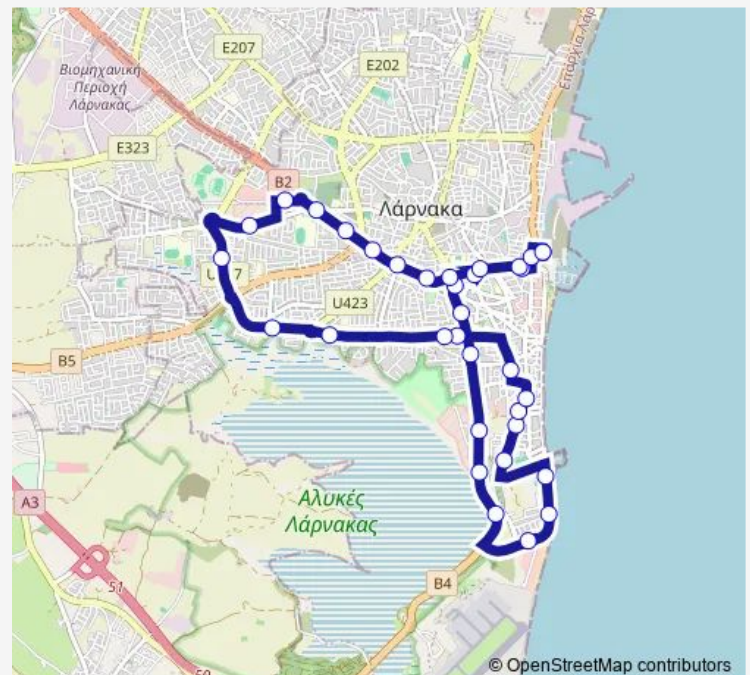 E207
E202
Βιομηχανική
Περιοχή
Λάρνακας
E323
B2
Λάρνακα
U423
B5
A3
Αλυκές
Λάρνακας
B4
51
© OpenStreetMap contributors